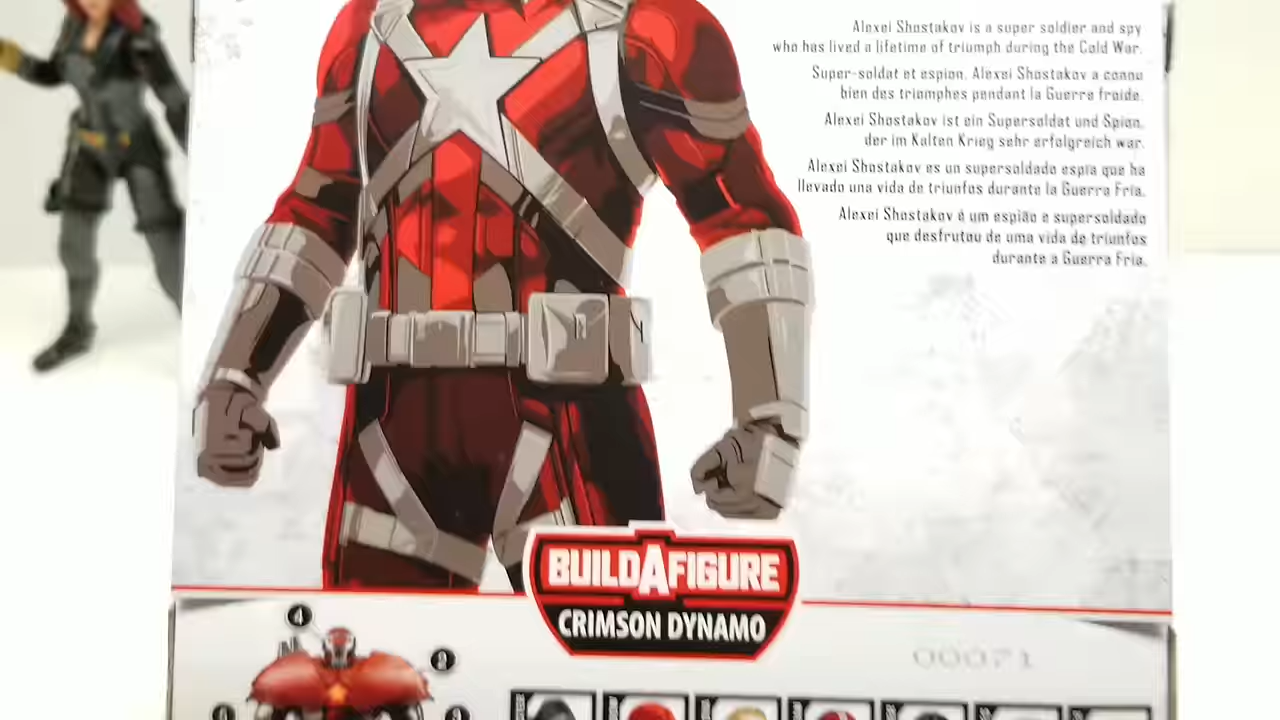 Alexei Shostakov is a super soldier and spy
who has lived a lifetime of triumph during the Cold War.
Super-soldat et espion, Alexei Shostakov a connu
bien des triomphes pendant la Guerre froide.
Alexei Shostakov ist ein Supersoldat und Spion,
der im Kalten Krieg sehr erfolgreich war.
Alexei Shostakov es un supersoldado espía que ha
llevado una vida de triunfos durante la Guerra Fría.
Alexei Shostakov é um espião e supersoldado
que desfrutou de uma vida de triunfos
durante a Guerra Fria.
BUILD A FIGURE
CRIMSON DYNAMO
00071
4
2